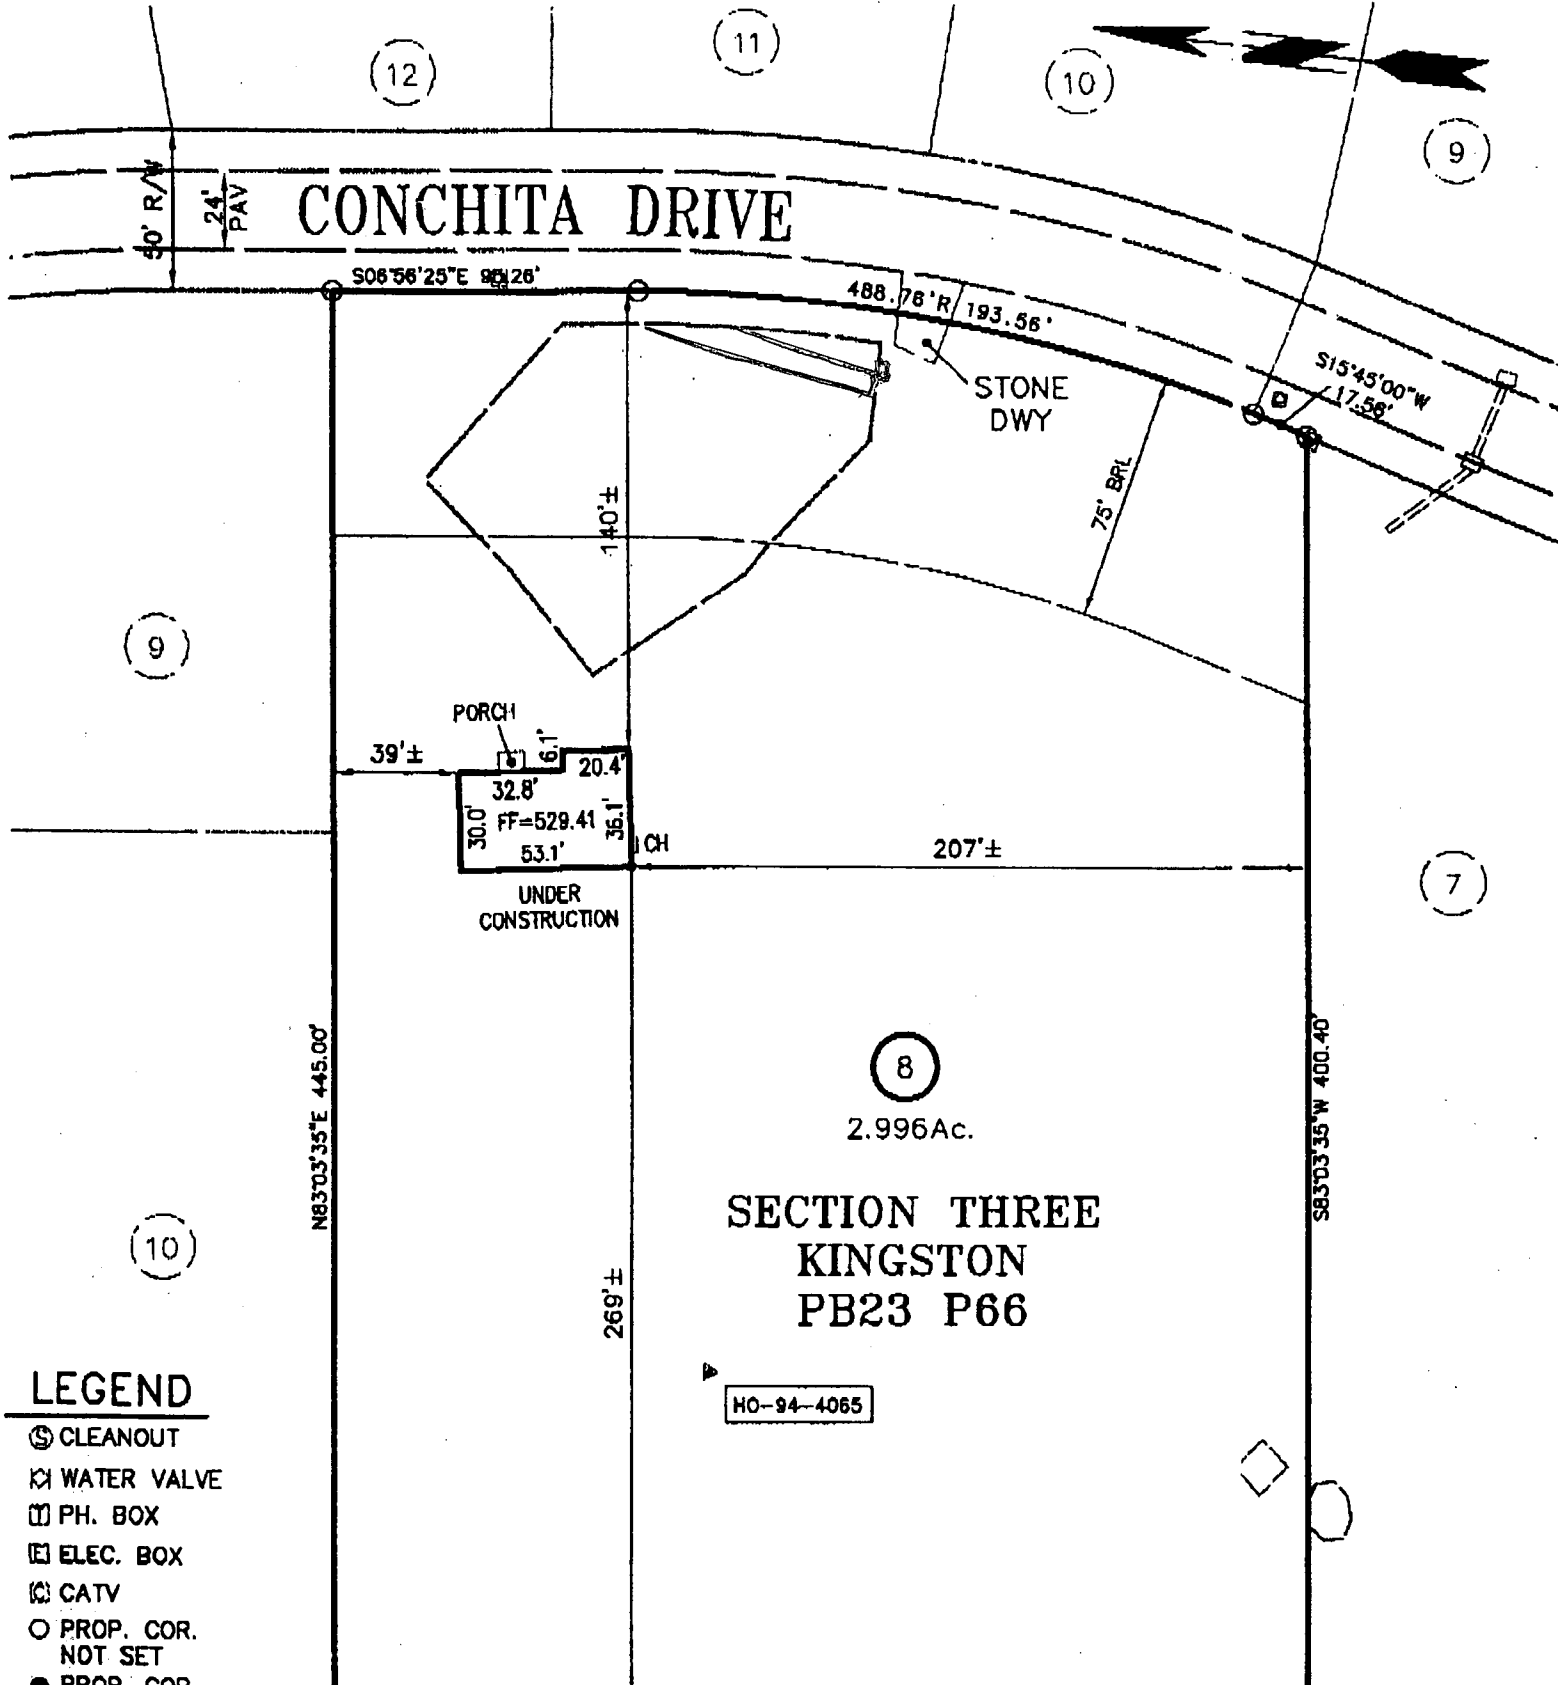 12
11
10
9
50' R/W
24'
PAV
CONCHITA DRIVE
S06°56'25"E
488.76'R 193.56'
STONE
DWY
S15°45'00"W
17.56'
140'±
75' BRL
9
PORCH
39'±
6.1'
20.4'
32.8'
30.0'
FF=529.41
36.1'
53.1'
CH
207'±
UNDER
CONSTRUCTION
7
N83°03'35"E 445.00'
8
2.996Ac.
S83°03'35"W 400.40'
SECTION THREE
KINGSTON
PB23 P66
10
269'±
HO-94-4065
LEGEND
Ⓢ CLEANOUT
WATER VALVE
T PH. BOX
E ELEC. BOX
C CATV
PROP. COR.
NOT SET
PROP. COR.